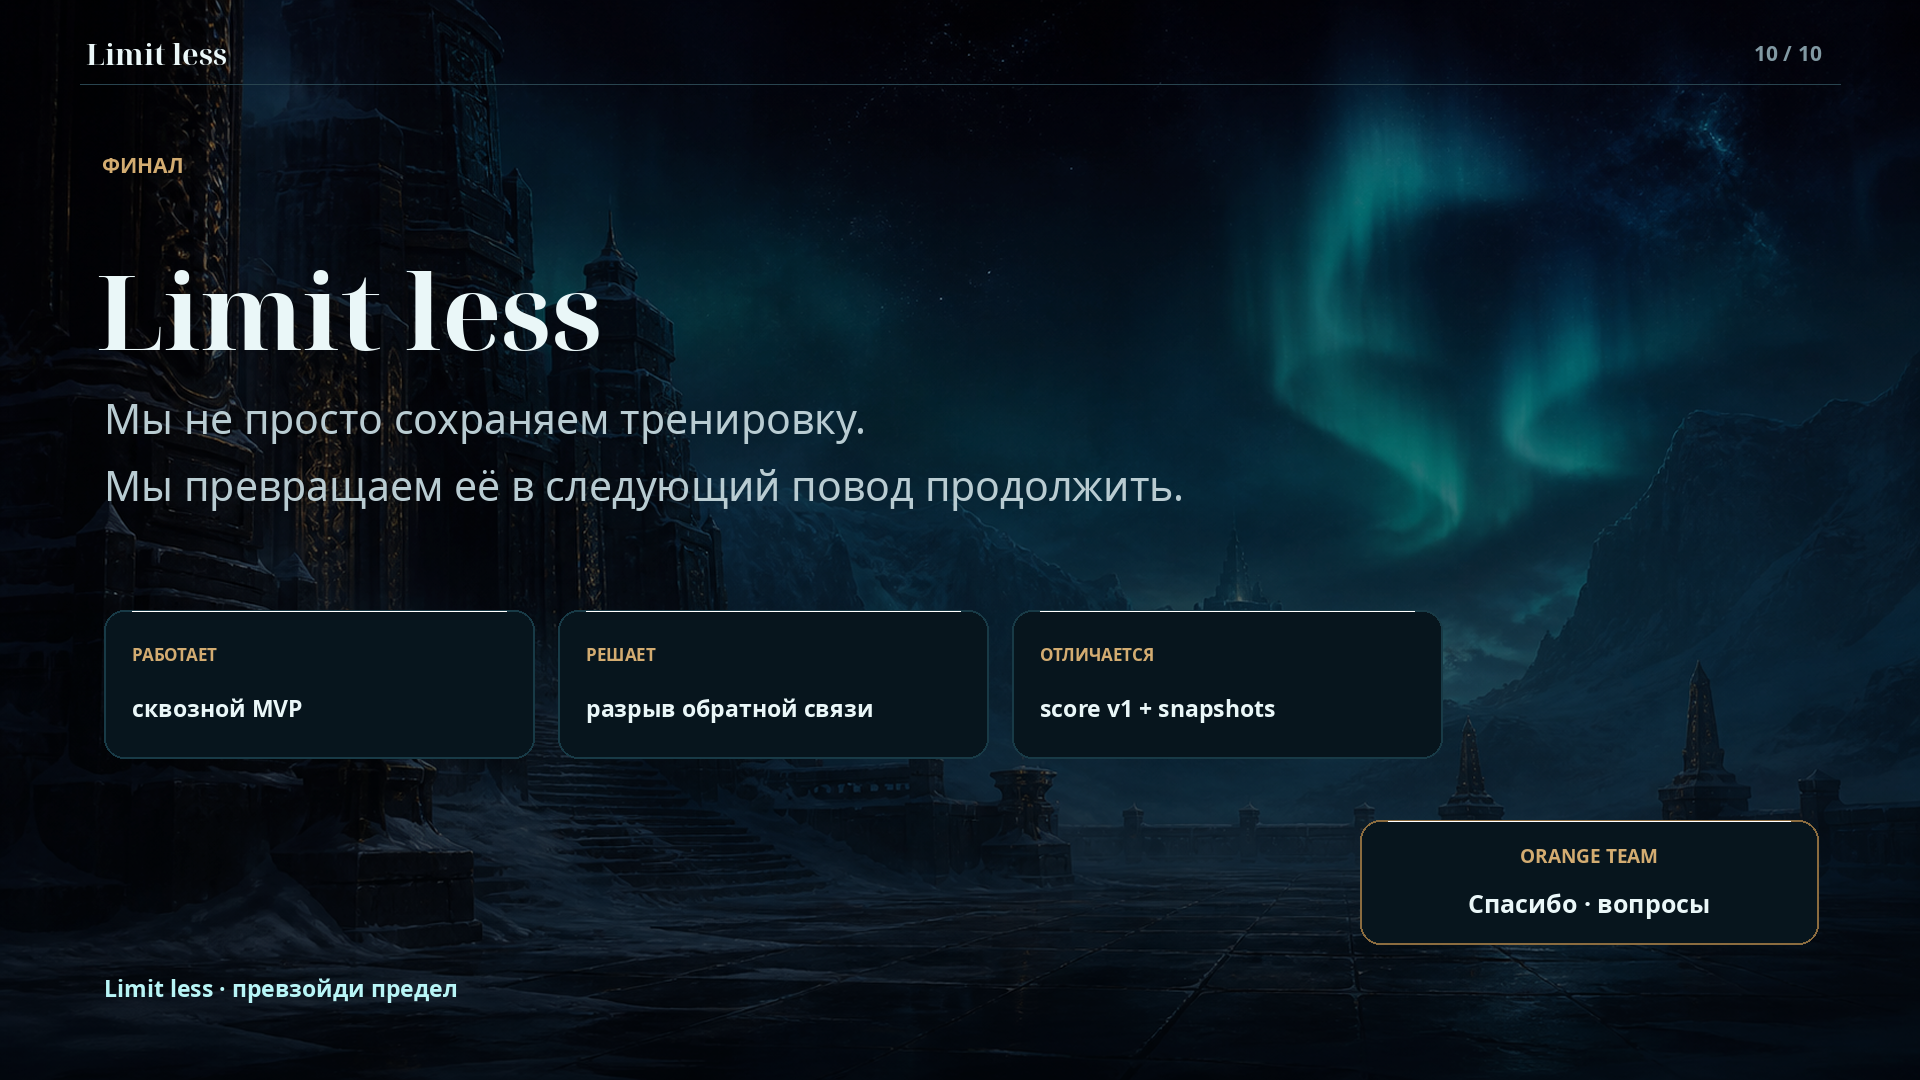 Limit less
10 / 10
ФИНАЛ
Limit less
Мы не просто сохраняем тренировку.
Мы превращаем её в следующий повод продолжить.
РАБОТАЕТ
сквозной MVP
РЕШАЕТ
разрыв обратной связи
ОТЛИЧАЕТСЯ
score v1 + snapshots
ORANGE TEAM
Спасибо · вопросы
Limit less · превзойди предел